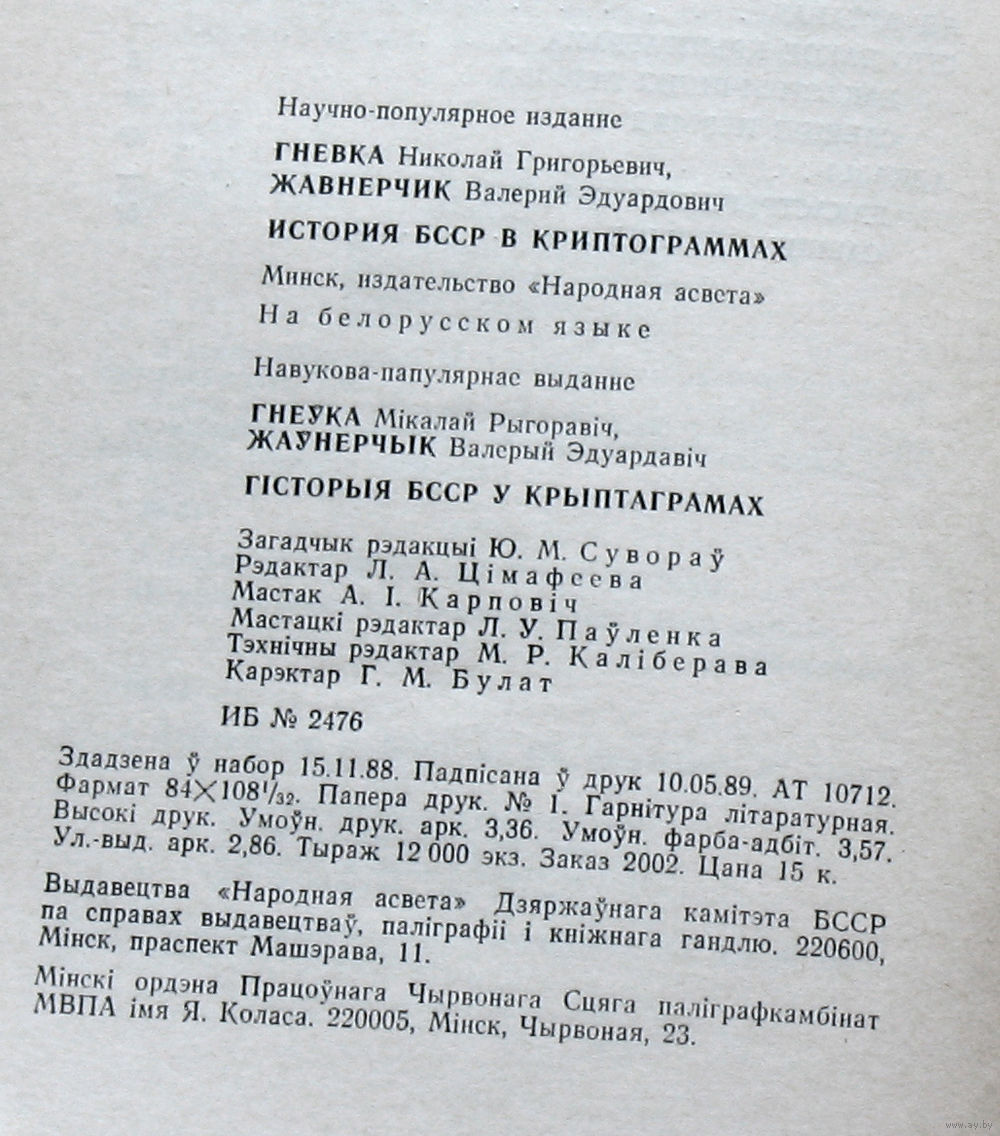 Научно-популярное издание
ГНЕВКА Николай Григорьевич,
ЖАВНЕРЧИК Валерий Эдуардович
ИСТОРИЯ БССР В КРИПТОГРАММАХ
Минск, издательство «Народная асвета»
На белорусском языке
Навукова-папулярнае выданне
ГНЕЎКА Мікалай Рыгоравіч,
ЖАЎНЕРЧЫК Валерый Эдуардавіч
ГІСТОРЫЯ БССР У КРЫПТАГРАМАХ
Загадчык рэдакцыі Ю. М. Сувораў
Рэдактар Л. А. Цімафеева
Мастак А. І. Карповіч
Мастацкі рэдактар Л. У. Паўленка
Тэхнічны рэдактар М. Р. Каліберава
Карэктар Г. М. Булат
ИБ № 2476
Здадзена ў набор 15.11.88. Падпісана ў друк 10.05.89. АТ 10712.
Фармат 84×108¹/₃₂. Папера друк. № 1. Гарнітура літаратурная.
Высокі друк. Умоўн. друк. арк. 3,36. Умоўн. фарба-адбіт. 3,57.
Ул.-выд. арк. 2,86. Тыраж 12 000 экз. Заказ 2002. Цана 15 к.
Выдавецтва «Народная асвета» Дзяржаўнага камітэта БССР
па справах выдавецтваў, паліграфіі і кніжнага гандлю. 220600,
Мінск, праспект Машэрава, 11.
Мінскі ордэна Працоўнага Чырвонага Сцяга паліграфкамбінат
МВПА імя Я. Коласа. 220005, Мінск, Чырвоная, 23.
www.ay.by